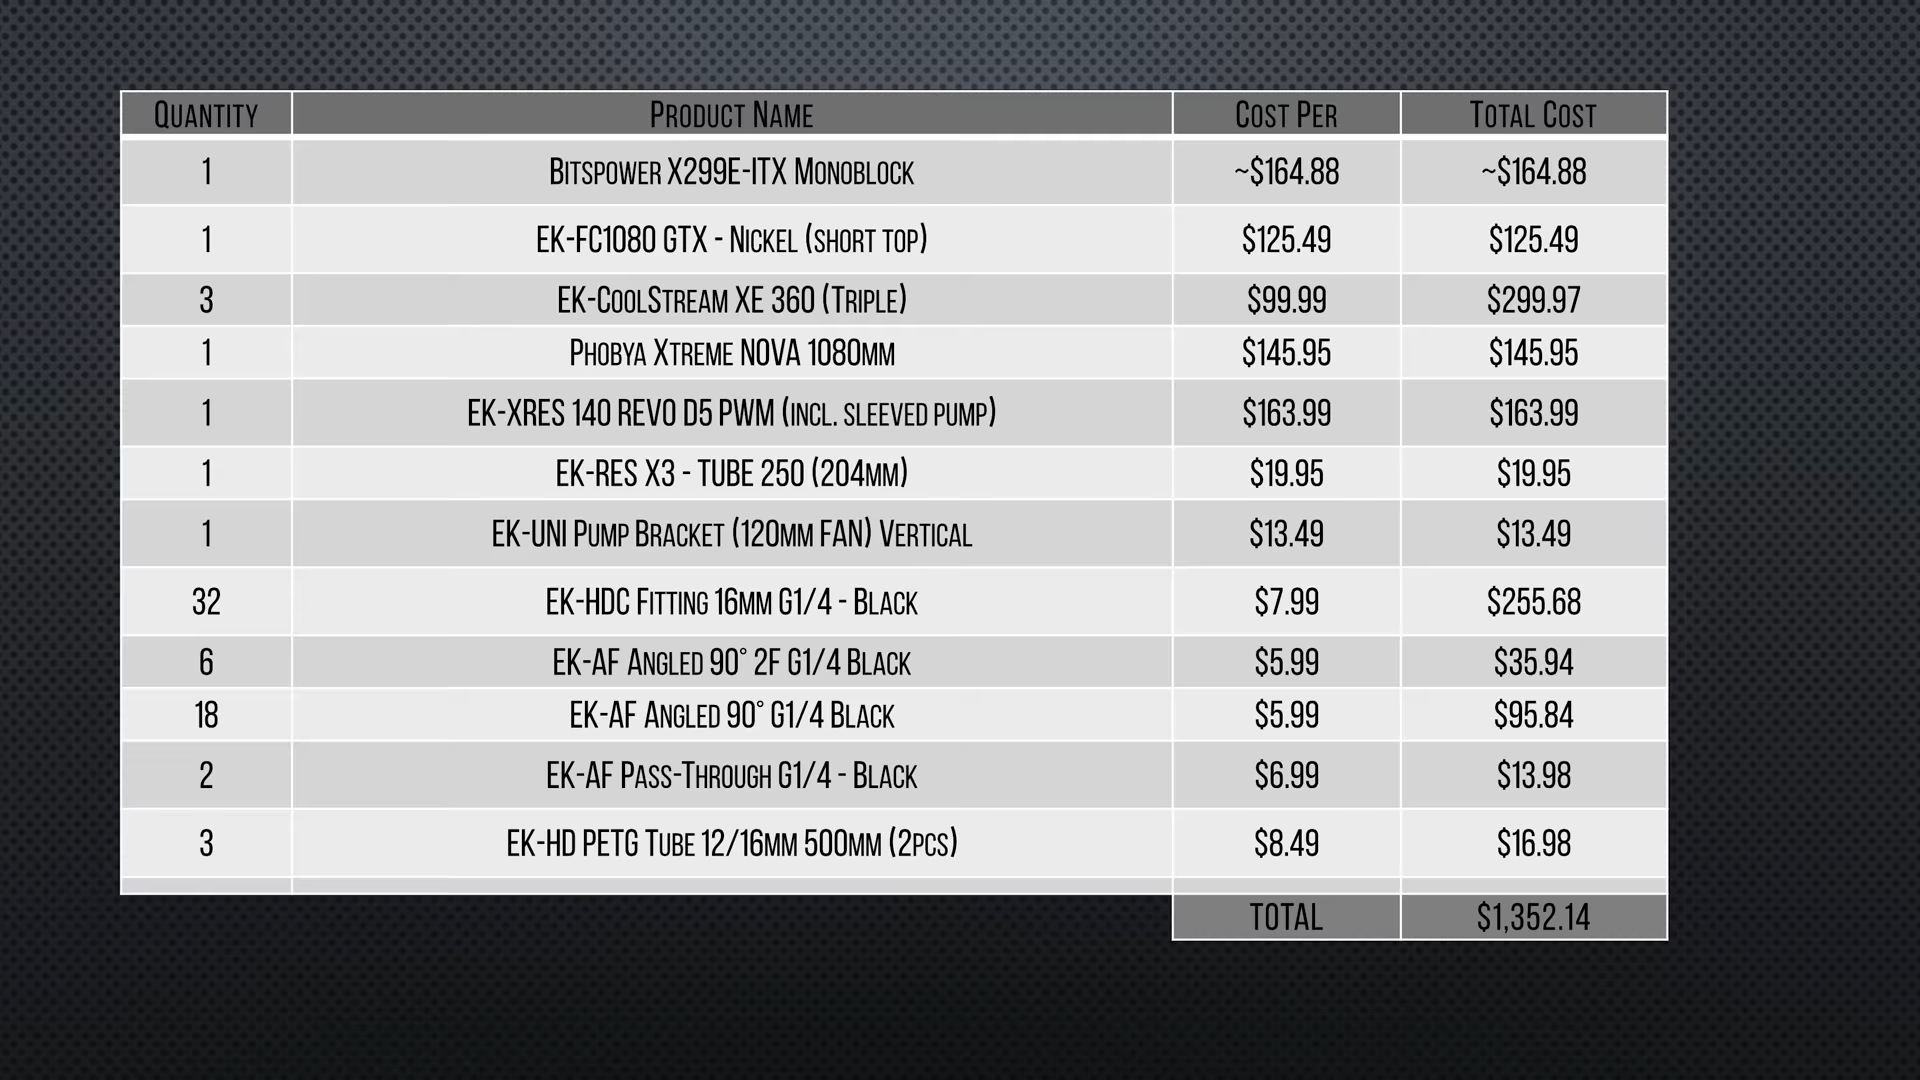 Quantity Product Name Cost Per Total Cost
1 Bitspower X299E-ITX Monoblock ~$164.88 ~$164.88
1 EK-FC1080 GTX - Nickel (short top) $125.49 $125.49
3 EK-CoolStream XE 360 (Triple) $99.99 $299.97
1 Phobya Xtreme NOVA 1080mm $145.95 $145.95
1 EK-XRES 140 REVO D5 PWM (incl. sleeved pump) $163.99 $163.99
1 EK-RES X3 - TUBE 250 (204mm) $19.95 $19.95
1 EK-UNI Pump Bracket (120mm FAN) Vertical $13.49 $13.49
32 EK-HDC Fitting 16mm G1/4 - Black $7.99 $255.68
6 EK-AF Angled 90° 2F G1/4 Black $5.99 $35.94
18 EK-AF Angled 90° G1/4 Black $5.99 $95.84
2 EK-AF Pass-Through G1/4 - Black $6.99 $13.98
3 EK-HD PETG Tube 12/16mm 500mm (2pcs) $8.49 $16.98
TOTAL $1,352.14